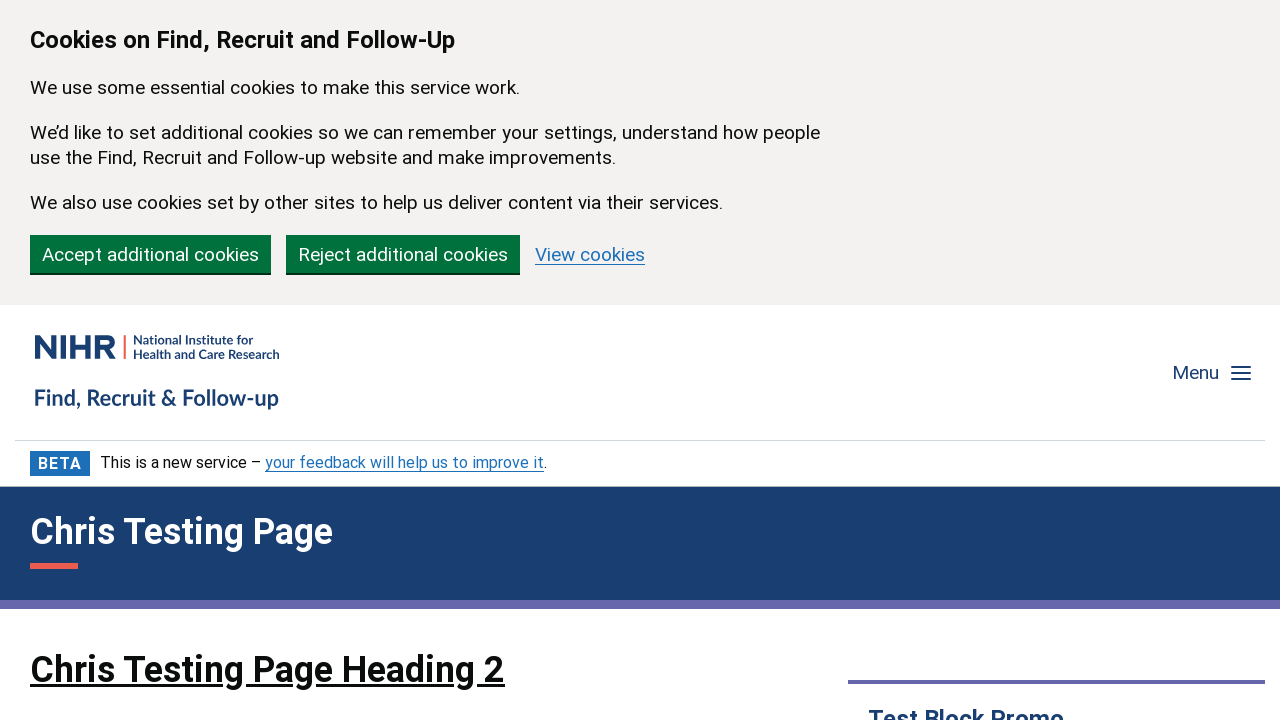 Cookies on Find, Recruit and Follow-Up
We use some essential cookies to make this service work.
We’d like to set additional cookies so we can remember your settings, understand how people
use the Find, Recruit and Follow-up website and make improvements.
We also use cookies set by other sites to help us deliver content via their services.
Accept additional cookies Reject additional cookies View cookies
NIHR | National Institute for
Health and Care Research
Find, Recruit & Follow-up
Menu
BETA This is a new service – your feedback will help us to improve it.
Chris Testing Page
Chris Testing Page Heading 2
Test Block Promo